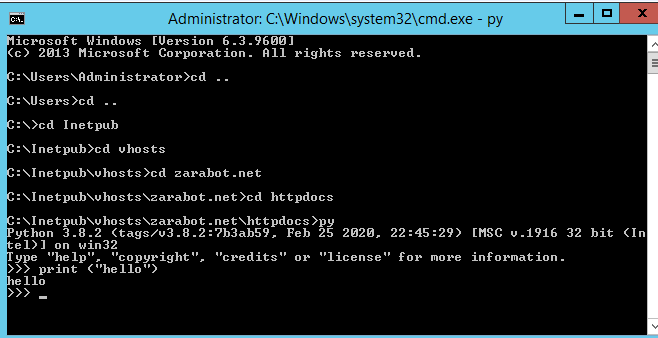 Administrator: C:\Windows\system32\cmd.exe - py
Microsoft Windows [Version 6.3.9600]
(c) 2013 Microsoft Corporation. All rights reserved.
C:\Users\Administrator>cd ..
C:\Users>cd ..
C:\>cd Inetpub
C:\Inetpub>cd vhosts
C:\Inetpub\vhosts>cd zarabot.net
C:\Inetpub\vhosts\zarabot.net>cd httpdocs
C:\Inetpub\vhosts\zarabot.net\httpdocs>py
Python 3.8.2 (tags/v3.8.2:7b3ab59, Feb 25 2020, 22:45:29) [MSC v.1916 32 bit (In
tel)] on win32
Type "help", "copyright", "credits" or "license" for more information.
>>> print ("hello")
hello
>>> _